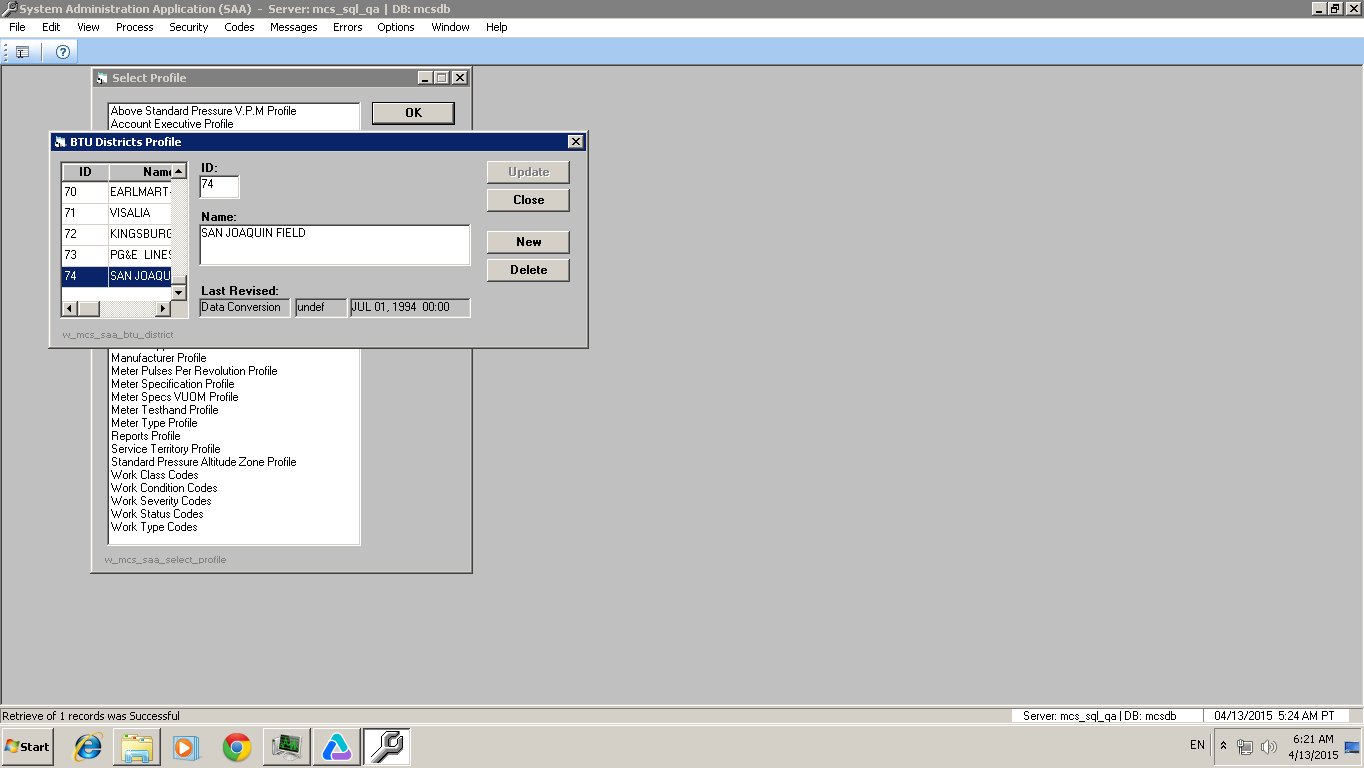 System Administration Application (SAA) - Server: mcs_sql_qa | DB: mcsdb
File Edit View Process Security Codes Messages Errors Options Window Help
Select Profile
Above Standard Pressure V.P.M Profile
Account Executive Profile
OK
BTU Districts Profile
ID Name
70 EARLMART-
71 VISALIA
72 KINGSBURG
73 PG&E LINES
74 SAN JOAQU
ID:
74
Name:
SAN JOAQUIN FIELD
Last Revised:
Data Conversion undef JUL 01, 1994 00:00
Update
Close
New
Delete
w_mcs_saa_btu_district
Manufacturer Profile
Meter Pulses Per Revolution Profile
Meter Specification Profile
Meter Specs VUOM Profile
Meter Testhand Profile
Meter Type Profile
Reports Profile
Service Territory Profile
Standard Pressure Altitude Zone Profile
Work Class Codes
Work Condition Codes
Work Severity Codes
Work Status Codes
Work Type Codes
w_mcs_saa_select_profile
Retrieve of 1 records was Successful
Server: mcs_sql_qa | DB: mcsdb
04/13/2015 5:24 AM PT
Start
EN
6:21 AM
4/13/2015